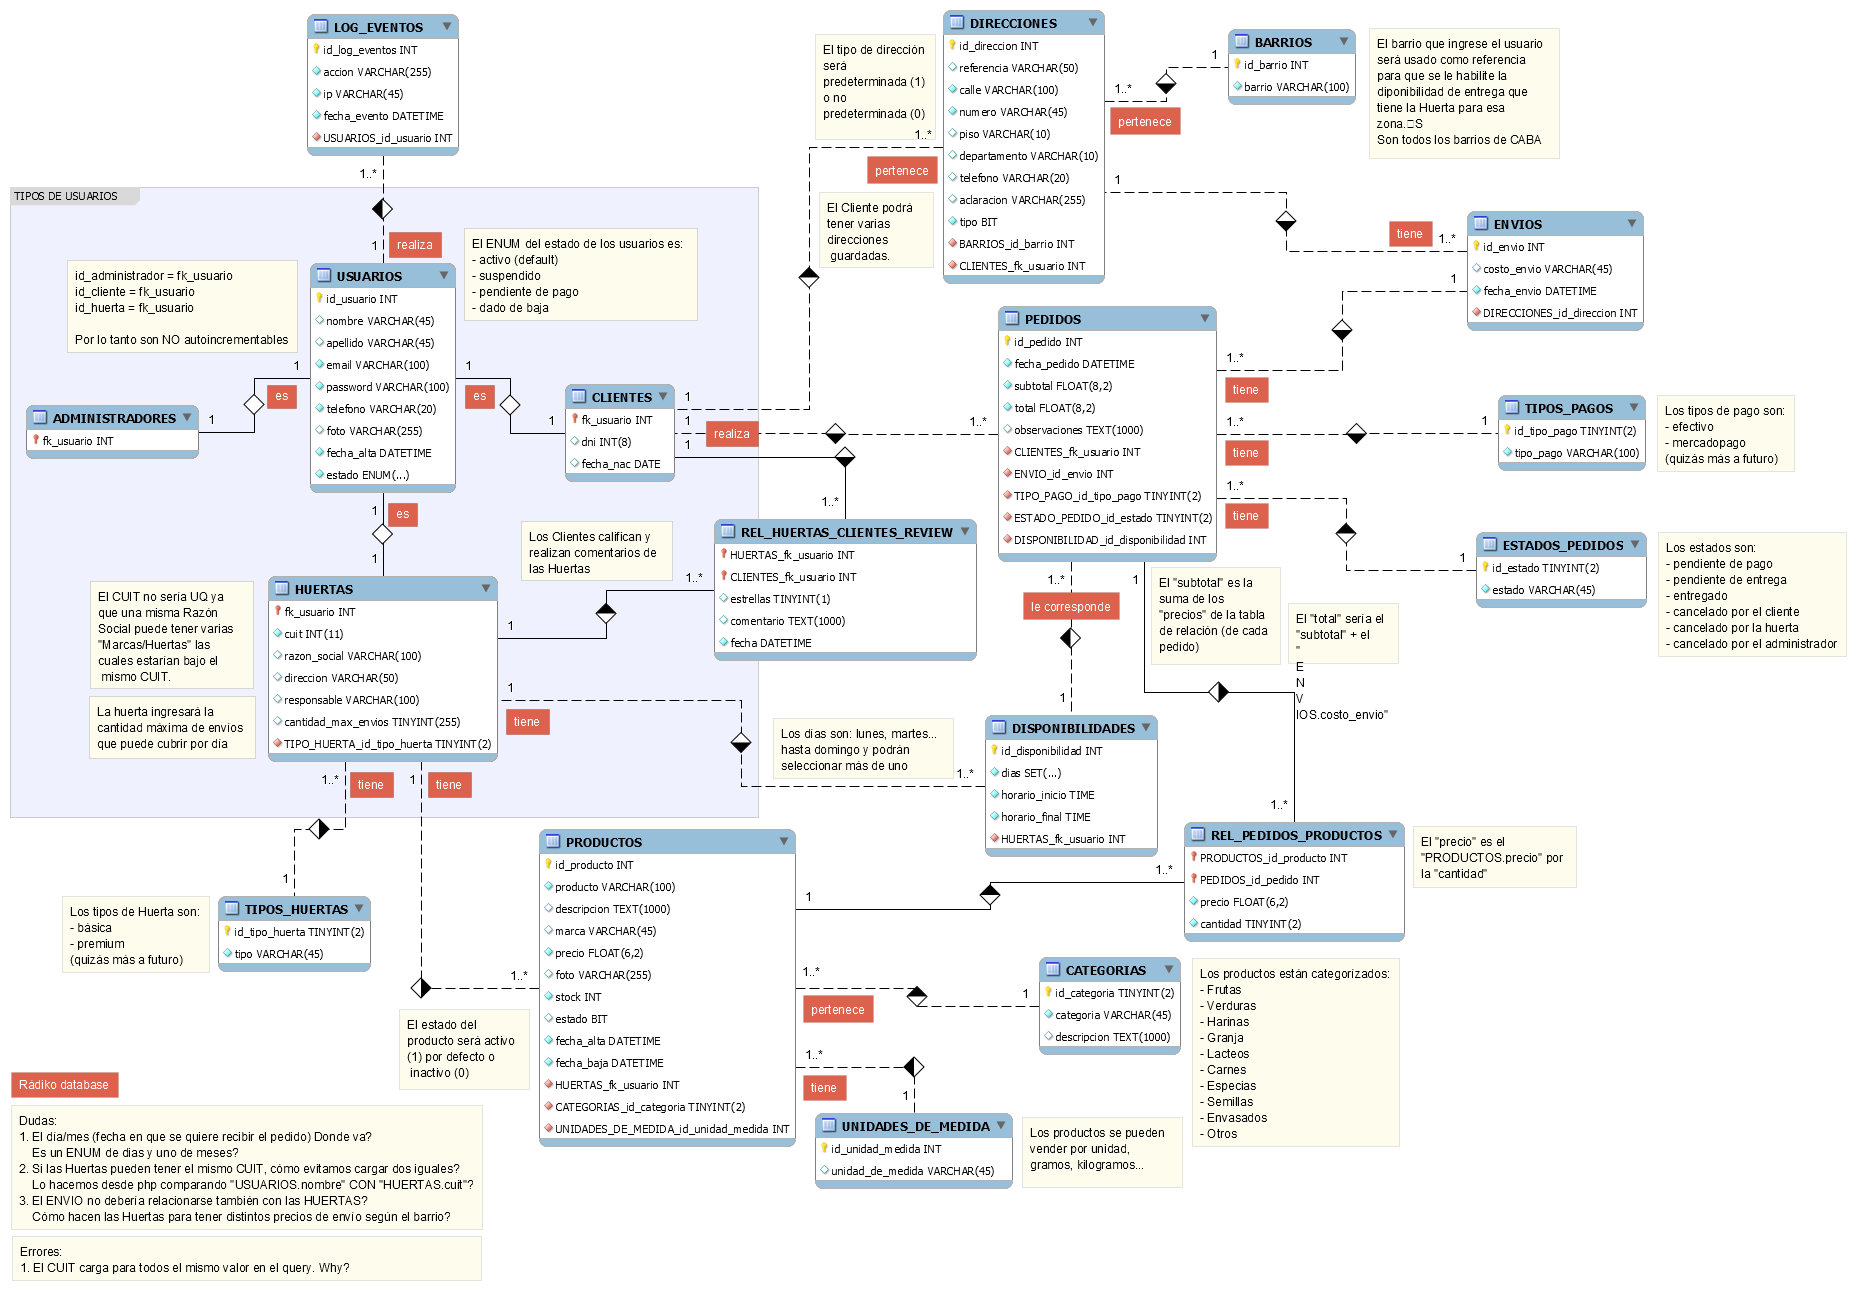 LOG_EVENTOS
id_log_eventos INT
accion VARCHAR(255)
ip VARCHAR(45)
fecha_evento DATETIME
USUARIOS_id_usuario INT
1..*
1
realiza
TIPOS DE USUARIOS
id_administrador = fk_usuario
id_cliente = fk_usuario
id_huerta = fk_usuario
Por lo tanto son NO autoincrementables
USUARIOS
id_usuario INT
nombre VARCHAR(45)
apellido VARCHAR(45)
email VARCHAR(100)
password VARCHAR(100)
telefono VARCHAR(20)
foto VARCHAR(255)
fecha_alta DATETIME
estado ENUM(...)
El ENUM del estado de los usuarios es:
- activo (default)
- suspendido
- pendiente de pago
- dado de baja
1
es
1
ADMINISTRADORES
fk_usuario INT
1
es
1
CLIENTES
fk_usuario INT
dni INT(8)
fecha_nac DATE
1
es
1
HUERTAS
fk_usuario INT
cuit INT(11)
razon_social VARCHAR(100)
direccion VARCHAR(50)
responsable VARCHAR(100)
cantidad_max_envios TINYINT(255)
TIPO_HUERTA_id_tipo_huerta TINYINT(2)
El CUIT no sería UQ ya
que una misma Razón
Social puede tener varias
"Marcas/Huertas" las
cuales estarían bajo el
mismo CUIT.
La huerta ingresará la
cantidad máxima de envíos
que puede cubrir por día
Los Clientes califican y
realizan comentarios de
las Huertas
REL_HUERTAS_CLIENTES_REVIEW
HUERTAS_fk_usuario INT
CLIENTES_fk_usuario INT
estrellas TINYINT(1)
comentario TEXT(1000)
fecha DATETIME
1
1..*
1
1..*
1
realiza
1..*
1
1..*
pertenece
El tipo de dirección
será
predeterminada (1)
o no
predeterminada (0)
El Cliente podrá
tener varias
direcciones
guardadas.
DIRECCIONES
id_direccion INT
referencia VARCHAR(50)
calle VARCHAR(100)
numero VARCHAR(45)
piso VARCHAR(10)
departamento VARCHAR(10)
telefono VARCHAR(20)
aclaracion VARCHAR(255)
tipo BIT
BARRIOS_id_barrio INT
CLIENTES_fk_usuario INT
1..*
pertenece
1
BARRIOS
id_barrio INT
barrio VARCHAR(100)
El barrio que ingrese el usuario
será usado como referencia
para que se le habilite la
diponibilidad de entrega que
tiene la Huerta para esa
zona.□S
Son todos los barrios de CABA
1
tiene
1..*
ENVIOS
id_envio INT
costo_envio VARCHAR(45)
fecha_envio DATETIME
DIRECCIONES_id_direccion INT
1
1..*
tiene
PEDIDOS
id_pedido INT
fecha_pedido DATETIME
subtotal FLOAT(8,2)
total FLOAT(8,2)
observaciones TEXT(1000)
CLIENTES_fk_usuario INT
ENVIO_id_envio INT
TIPO_PAGO_id_tipo_pago TINYINT(2)
ESTADO_PEDIDO_id_estado TINYINT(2)
DISPONIBILIDAD_id_disponibilidad INT
1..*
tiene
1
TIPOS_PAGOS
id_tipo_pago TINYINT(2)
tipo_pago VARCHAR(100)
Los tipos de pago son:
- efectivo
- mercadopago
(quizás más a futuro)
1..*
tiene
1
ESTADOS_PEDIDOS
id_estado TINYINT(2)
estado VARCHAR(45)
Los estados son:
- pendiente de pago
- pendiente de entrega
- entregado
- cancelado por el cliente
- cancelado por la huerta
- cancelado por el administrador
1..*
le corresponde
1
1
El "subtotal" es la
suma de los
"precios" de la tabla
de relación (de cada
pedido)
El "total" sería el
"subtotal" + el
"
E
N
V
IOS.costo_envio"
1..*
DISPONIBILIDADES
id_disponibilidad INT
dias SET(...)
horario_inicio TIME
horario_final TIME
HUERTAS_fk_usuario INT
Los días son: lunes, martes...
hasta domingo y podrán
seleccionar más de uno
1
tiene
1..*
REL_PEDIDOS_PRODUCTOS
PRODUCTOS_id_producto INT
PEDIDOS_id_pedido INT
precio FLOAT(6,2)
cantidad TINYINT(2)
El "precio" es el
"PRODUCTOS.precio" por
la "cantidad"
1..*
tiene
1
TIPOS_HUERTAS
id_tipo_huerta TINYINT(2)
tipo VARCHAR(45)
Los tipos de Huerta son:
- básica
- premium
(quizás más a futuro)
1
tiene
1..*
PRODUCTOS
id_producto INT
producto VARCHAR(100)
descripcion TEXT(1000)
marca VARCHAR(45)
precio FLOAT(6,2)
foto VARCHAR(255)
stock INT
estado BIT
fecha_alta DATETIME
fecha_baja DATETIME
HUERTAS_fk_usuario INT
CATEGORIAS_id_categoria TINYINT(2)
UNIDADES_DE_MEDIDA_id_unidad_medida INT
El estado del
producto será activo
(1) por defecto o
inactivo (0)
1
1..*
1..*
pertenece
1
CATEGORIAS
id_categoria TINYINT(2)
categoria VARCHAR(45)
descripcion TEXT(1000)
Los productos están categorizados:
- Frutas
- Verduras
- Harinas
- Granja
- Lacteos
- Carnes
- Especias
- Semillas
- Envasados
- Otros
1..*
tiene
1
UNIDADES_DE_MEDIDA
id_unidad_medida INT
unidad_de_medida VARCHAR(45)
Los productos se pueden
vender por unidad,
gramos, kilogramos...
Rádiko database
Dudas:
1. El día/mes (fecha en que se quiere recibir el pedido) Donde va?
Es un ENUM de días y uno de meses?
2. Si las Huertas pueden tener el mismo CUIT, cómo evitamos cargar dos iguales?
Lo hacemos desde php comparando "USUARIOS.nombre" CON "HUERTAS.cuit"?
3. El ENVIO no debería relacionarse también con las HUERTAS?
Cómo hacen las Huertas para tener distintos precios de envío según el barrio?
Errores:
1. El CUIT carga para todos el mismo valor en el query. Why?